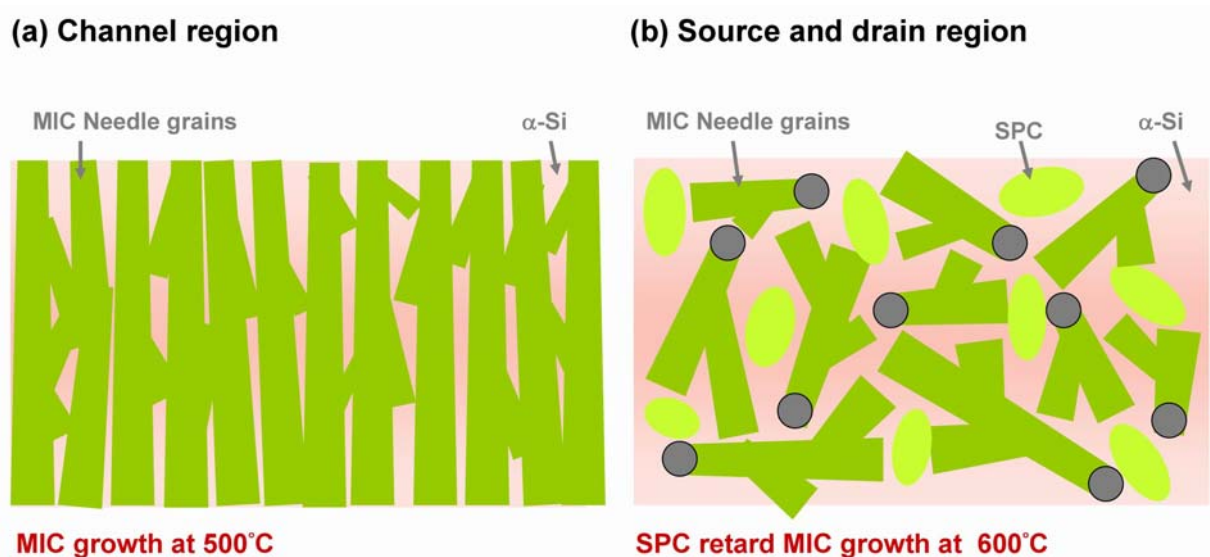 (a) Channel region
(b) Source and drain region
MIC Needle grains
α-Si
MIC Needle grains
SPC
α-Si
MIC growth at 500°C
SPC retard MIC growth at 600°C